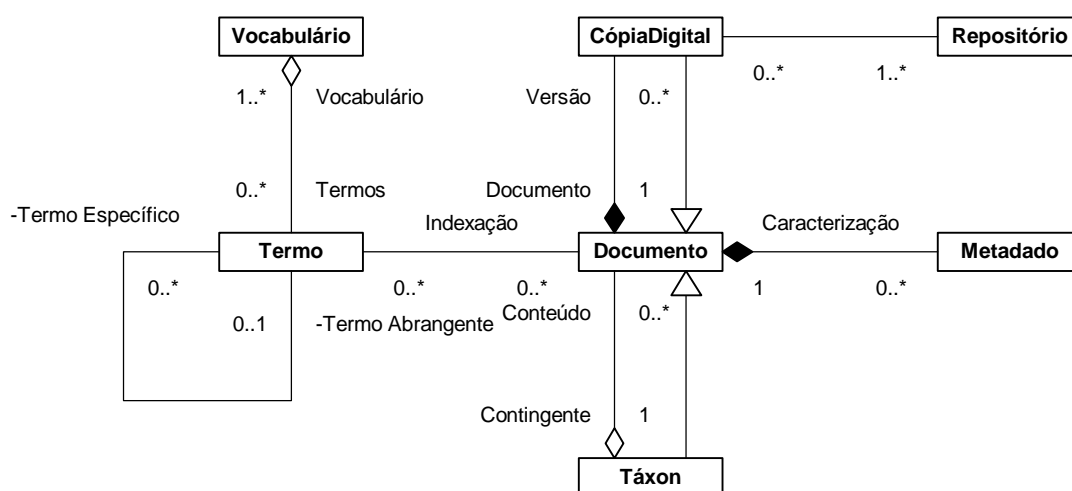 Vocabulário
CópiaDigital
Repositório
0..*
1..*
1..*
Vocabulário
Versão
0..*
0..*
Termos
Documento
1
-Termo Específico
Indexação
Caracterização
Termo
Documento
Metadado
0..*
0..*
0..*
1
0..*
0..1
-Termo Abrangente
Conteúdo
0..*
Contingente
1
Táxon